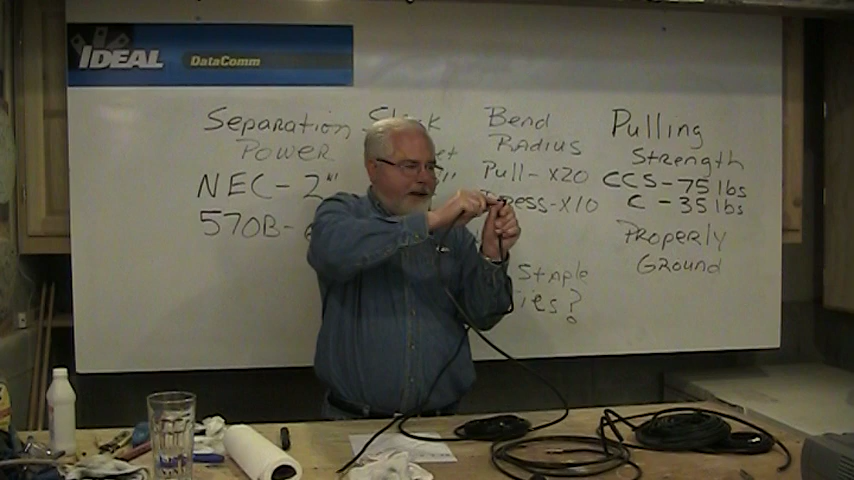 IDEAL DataComm
Separation
Power
NEC - 2"
570B -
Bend
Radius
Pull - x20
x10
Staple
Ties?
Pulling
Strength
CCS - 75 lbs
C - 35 lbs
Properly
Ground